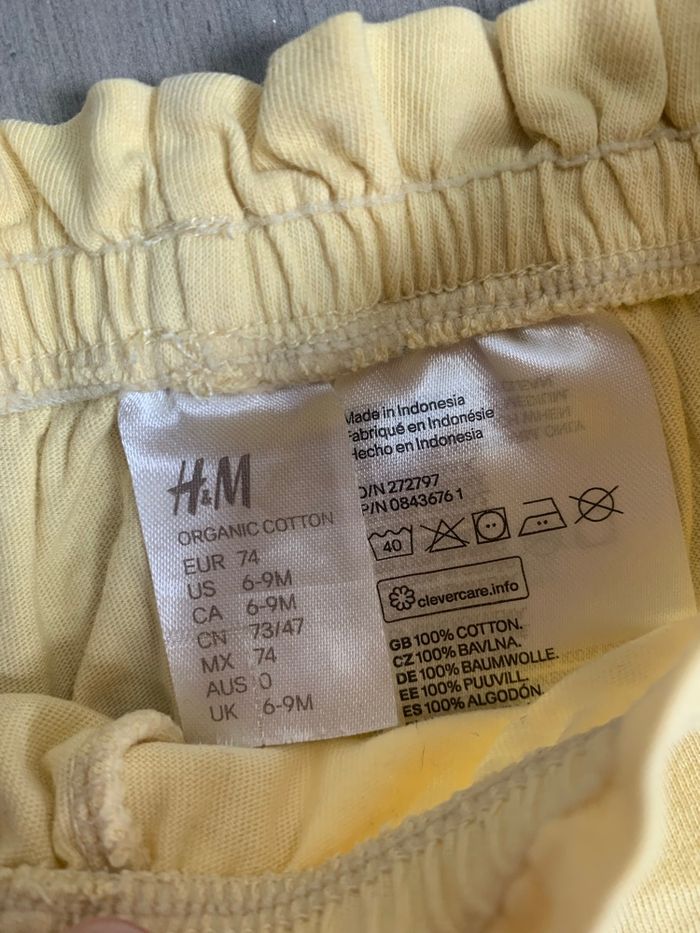 H&M
ORGANIC COTTON
EUR 74
US 6-9M
CA 6-9M
CN 73/47
MX 74
AUS 0
UK 6-9M
Made in Indonesia
Fabriqué en Indonésie
Hecho en Indonesia
O/N 272797
P/N 0843676 1
40
clevercare.info
GB 100% COTTON.
CZ 100% BAVLNA.
DE 100% BAUMWOLLE.
EE 100% PUUVILL.
ES 100% ALGODÓN.